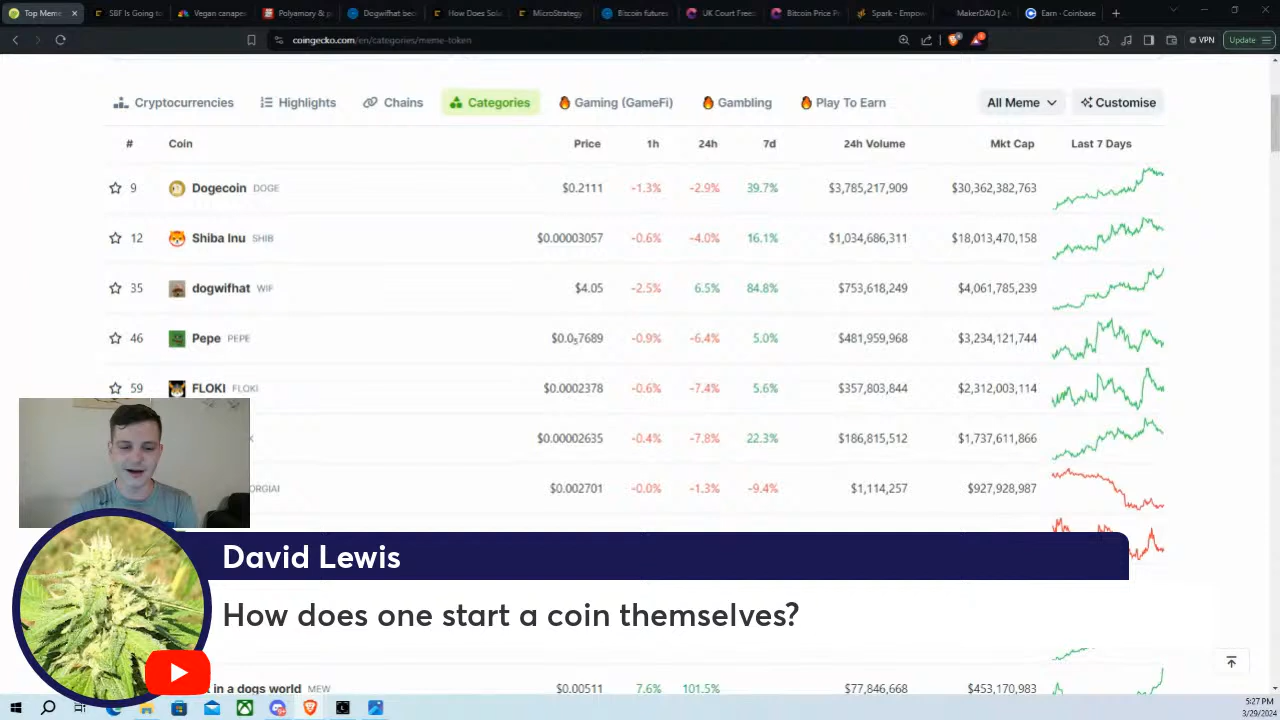 Top Meme
SBF Is Going to
Vegan canape
Polyamory & p
Dogwifhat bec
How Does Sola
MicroStrategy
Bitcoin futures
UK Court Free
Bitcoin Price P
Spark - Empow
MakerDAO | A
Earn - Coinbase
coingecko.com/en/categories/meme-token
VPN
Update
Cryptocurrencies Highlights Chains Categories Gaming (GameFi) Gambling Play To Earn All Meme Customise
# Coin Price 1h 24h 7d 24h Volume Mkt Cap Last 7 Days
9 Dogecoin DOGE $0.2111 -1.3% -2.9% 39.7% $3,785,217,909 $30,362,382,763
12 Shiba Inu SHIB $0.00003057 -0.6% -4.0% 16.1% $1,034,686,311 $18,013,470,158
35 dogwifhat WIF $4.05 -2.5% 6.5% 84.8% $753,618,249 $4,061,785,239
46 Pepe PEPE $0.0₅7689 -0.9% -6.4% 5.0% $481,959,968 $3,234,121,744
59 FLOKI FLOKI $0.0002378 -0.6% -7.4% 5.6% $357,803,844 $2,312,003,114
$0.00002635 -0.4% -7.8% 22.3% $186,815,512 $1,737,611,866
ORGIAI $0.002701 -0.0% -1.3% -9.4% $1,114,257 $927,928,987
David Lewis
How does one start a coin themselves?
t in a dogs world MEW $0.00511 7.6% 101.5% $77,846,668 $453,170,983
5:27 PM
3/29/2024